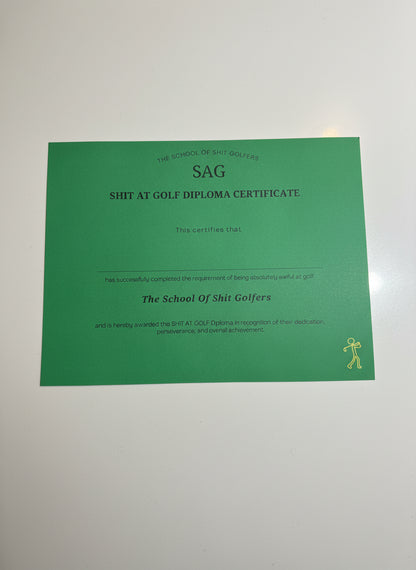 THE SCHOOL OF SHIT GOLFERS
SAG
SHIT AT GOLF DIPLOMA CERTIFICATE
This certifies that
has successfully completed the requirement of being absolutely awful at golf
The School Of Shit Golfers
and is hereby awarded the SHIT AT GOLF Diploma in recognition of their dedication,
perseverance, and overall achievement.